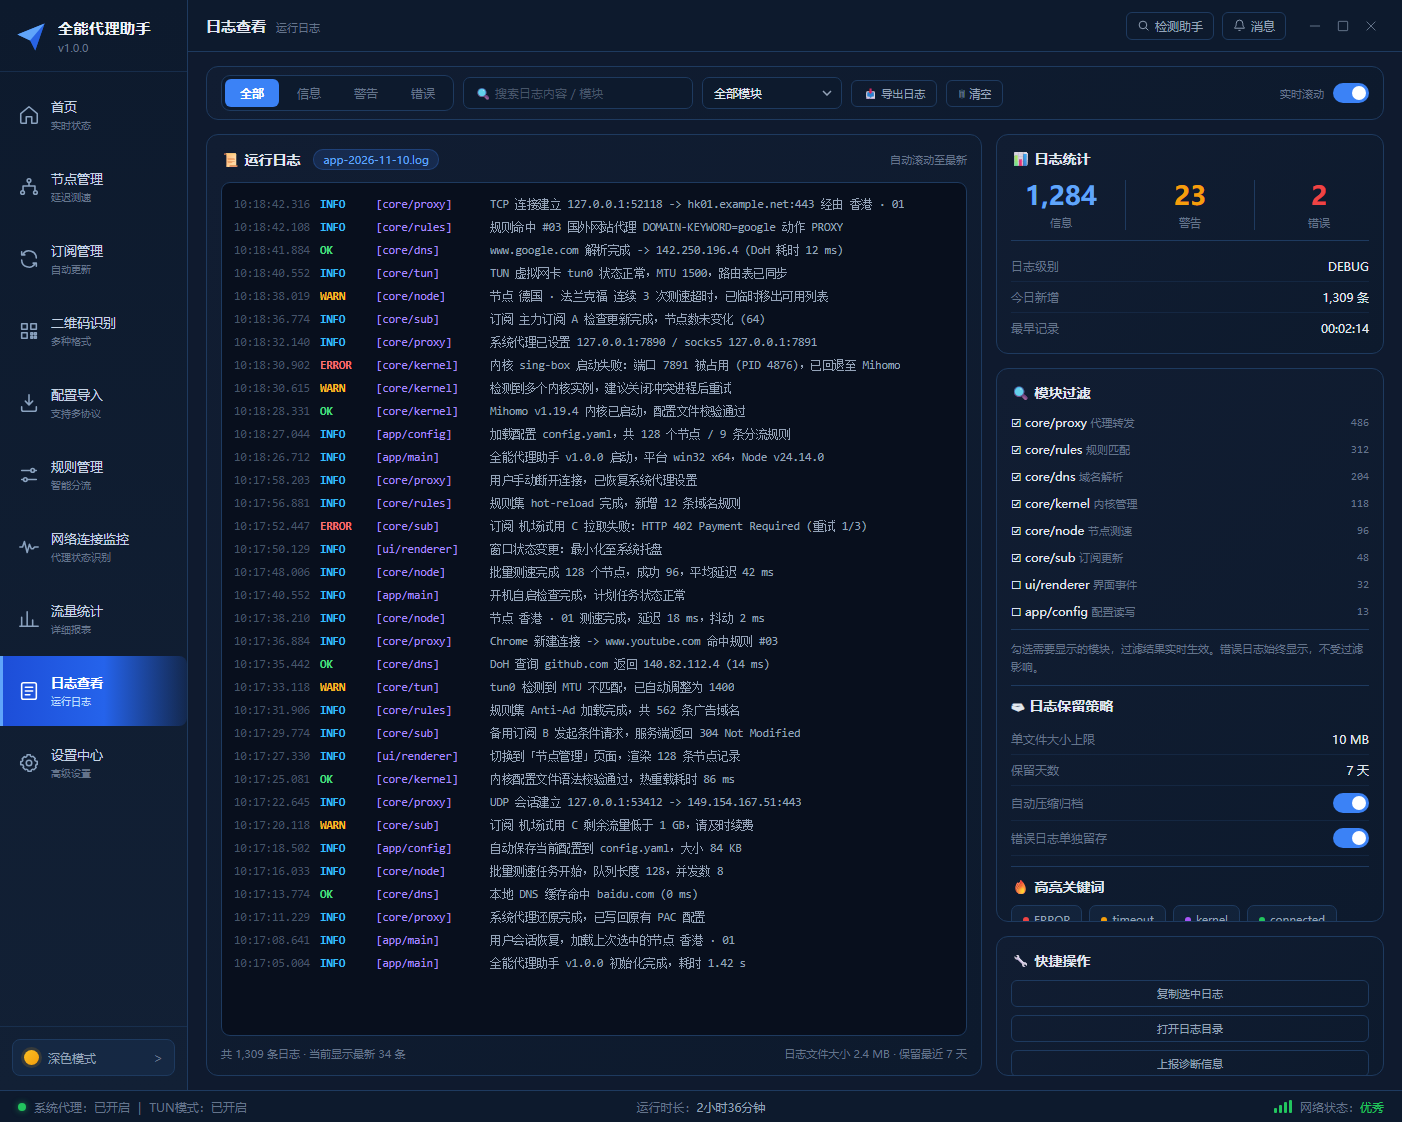 全能代理助手
v1.0.0
首页
实时状态
节点管理
延迟测速
订阅管理
自动更新
二维码识别
多种格式
配置导入
支持多协议
规则管理
智能分流
网络连接监控
代理状态识别
流量统计
详细报表
日志查看
运行日志
设置中心
高级设置
深色模式 >
日志查看 运行日志
检测助手 消息
全部 信息 警告 错误 搜索日志内容 / 模块 全部模块 导出日志 清空 实时滚动
运行日志 app-2026-11-10.log 自动滚动至最新
10:18:42.316 INFO [core/proxy] TCP 连接建立 127.0.0.1:52118 -> hk01.example.net:443 经由 香港 · 01
10:18:42.108 INFO [core/rules] 规则命中 #03 国外网站代理 DOMAIN-KEYWORD=google 动作 PROXY
10:18:41.884 OK [core/dns] www.google.com 解析完成 -> 142.250.196.4 (DoH 耗时 12 ms)
10:18:40.552 INFO [core/tun] TUN 虚拟网卡 tun0 状态正常，MTU 1500，路由表已同步
10:18:38.019 WARN [core/node] 节点 德国 · 法兰克福 连续 3 次测速超时，已临时移出可用列表
10:18:36.774 INFO [core/sub] 订阅 主力订阅 A 检查更新完成，节点数未变化 (64)
10:18:32.140 INFO [core/proxy] 系统代理已设置 127.0.0.1:7890 / socks5 127.0.0.1:7891
10:18:30.902 ERROR [core/kernel] 内核 sing-box 启动失败：端口 7891 被占用 (PID 4876)，已回退至 Mihomo
10:18:30.615 WARN [core/kernel] 检测到多个内核实例，建议关闭冲突进程后重试
10:18:28.331 OK [core/kernel] Mihomo v1.19.4 内核已启动，配置文件校验通过
10:18:27.044 INFO [app/config] 加载配置 config.yaml，共 128 个节点 / 9 条分流规则
10:18:26.712 INFO [app/main] 全能代理助手 v1.0.0 启动，平台 win32 x64，Node v24.14.0
10:17:58.203 INFO [core/proxy] 用户手动断开连接，已恢复系统代理设置
10:17:56.881 INFO [core/rules] 规则集 hot-reload 完成，新增 12 条域名规则
10:17:52.447 ERROR [core/sub] 订阅 机场试用 C 拉取失败：HTTP 402 Payment Required (重试 1/3)
10:17:50.129 INFO [ui/renderer] 窗口状态变更：最小化至系统托盘
10:17:48.006 INFO [core/node] 批量测速完成 128 个节点，成功 96，平均延迟 42 ms
10:17:40.552 INFO [app/main] 开机自启检查完成，计划任务状态正常
10:17:38.210 INFO [core/node] 节点 香港 · 01 测速完成，延迟 18 ms，抖动 2 ms
10:17:36.884 INFO [core/proxy] Chrome 新建连接 -> www.youtube.com 命中规则 #03
10:17:35.442 OK [core/dns] DoH 查询 github.com 返回 140.82.112.4 (14 ms)
10:17:33.118 WARN [core/tun] tun0 检测到 MTU 不匹配，已自动调整为 1400
10:17:31.906 INFO [core/rules] 规则集 Anti-Ad 加载完成，共 562 条广告域名
10:17:29.774 INFO [core/sub] 备用订阅 B 发起条件请求，服务端返回 304 Not Modified
10:17:27.330 INFO [ui/renderer] 切换到「节点管理」页面，渲染 128 条节点记录
10:17:25.081 OK [core/kernel] 内核配置文件语法校验通过，热重载耗时 86 ms
10:17:22.645 INFO [core/proxy] UDP 会话建立 127.0.0.1:53412 -> 149.154.167.51:443
10:17:20.118 WARN [core/sub] 订阅 机场试用 C 剩余流量低于 1 GB，请及时续费
10:17:18.502 INFO [app/config] 自动保存当前配置到 config.yaml，大小 84 KB
10:17:16.033 INFO [core/node] 批量测速任务开始，队列长度 128，并发数 8
10:17:13.774 OK [core/dns] 本地 DNS 缓存命中 baidu.com (0 ms)
10:17:11.229 INFO [core/proxy] 系统代理还原完成，已写回原有 PAC 配置
10:17:08.641 INFO [app/main] 用户会话恢复，加载上次选中的节点 香港 · 01
10:17:05.004 INFO [app/main] 全能代理助手 v1.0.0 初始化完成，耗时 1.42 s
共 1,309 条日志 · 当前显示最新 34 条 日志文件大小 2.4 MB · 保留最近 7 天
日志统计
1,284 23 2
信息 警告 错误
日志级别 DEBUG
今日新增 1,309 条
最早记录 00:02:14
模块过滤
core/proxy 代理转发 486
core/rules 规则匹配 312
core/dns 域名解析 204
core/kernel 内核管理 118
core/node 节点测速 96
core/sub 订阅更新 48
ui/renderer 界面事件 32
app/config 配置读写 13
勾选需要显示的模块，过滤结果实时生效。错误日志始终显示，不受过滤
影响。
日志保留策略
单文件大小上限 10 MB
保留天数 7 天
自动压缩归档
错误日志单独留存
高亮关键词
ERROR timeout kernel connected
快捷操作
复制选中日志
打开日志目录
上报诊断信息
系统代理：已开启 | TUN模式：已开启 运行时长：2小时36分钟 网络状态：优秀